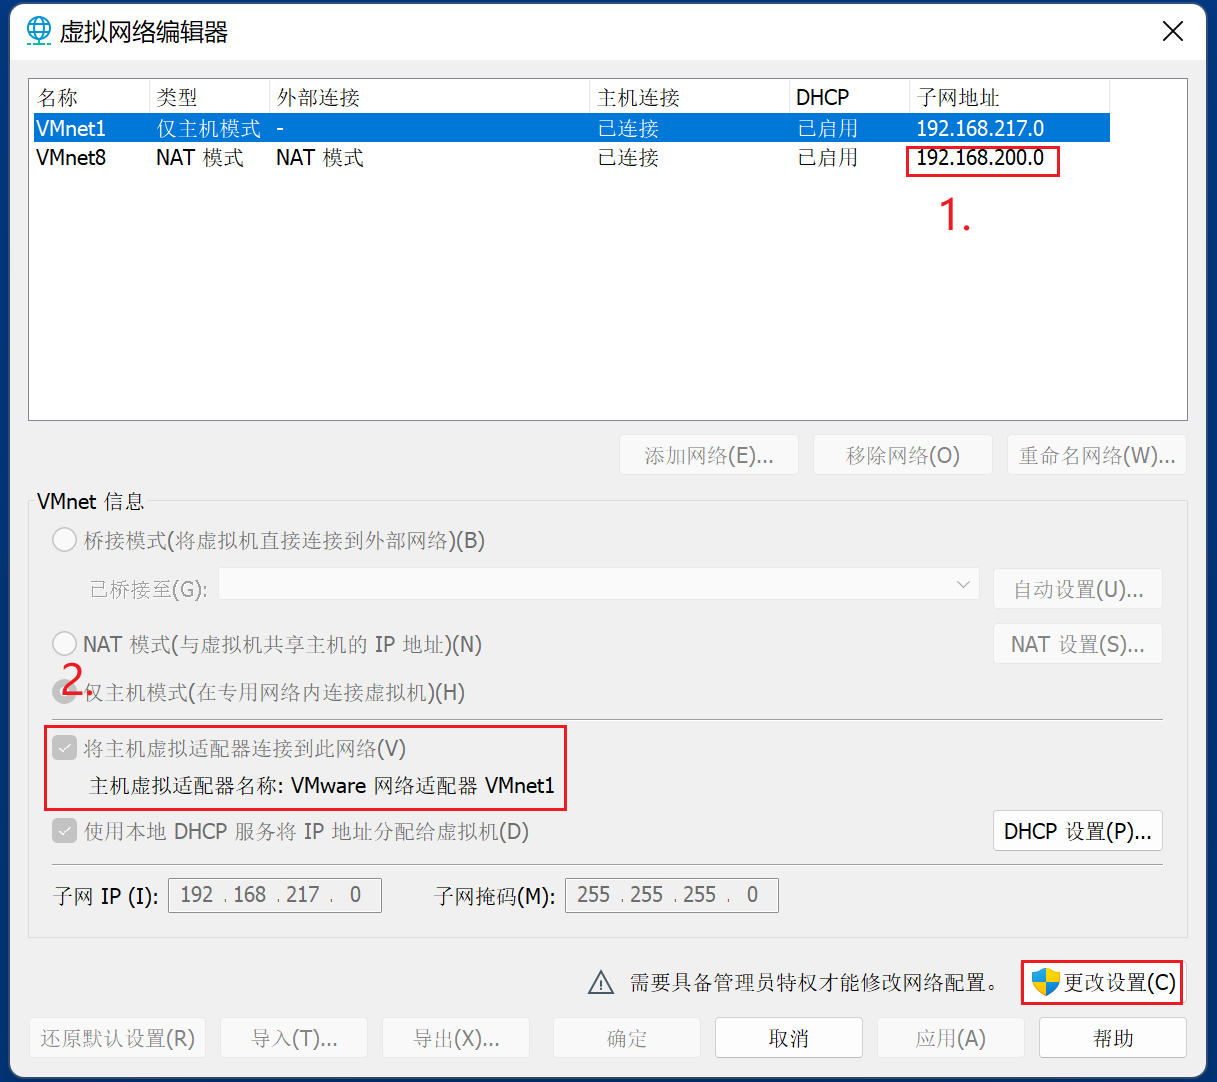 虚拟网络编辑器
名称 类型 外部连接 主机连接 DHCP 子网地址
VMnet1 仅主机模式 - 已连接 已启用 192.168.217.0
VMnet8 NAT 模式 NAT 模式 已连接 已启用 192.168.200.0
1.
添加网络(E)... 移除网络(O) 重命名网络(W)...
VMnet 信息
桥接模式(将虚拟机直接连接到外部网络)(B)
已桥接至(G): 自动设置(U)...
NAT 模式(与虚拟机共享主机的 IP 地址)(N) NAT 设置(S)...
2.
仅主机模式(在专用网络内连接虚拟机)(H)
将主机虚拟适配器连接到此网络(V)
主机虚拟适配器名称: VMware 网络适配器 VMnet1
使用本地 DHCP 服务将 IP 地址分配给虚拟机(D) DHCP 设置(P)...
子网 IP (I): 192 . 168 . 217 . 0 子网掩码(M): 255 . 255 . 255 . 0
需要具备管理员特权才能修改网络配置。 更改设置(C)
还原默认设置(R) 导入(T)... 导出(X)... 确定 取消 应用(A) 帮助